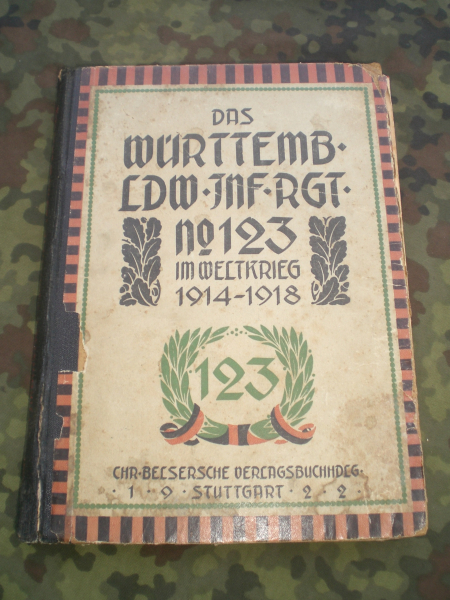 DAS
WÜRTTEMB·
LDW·INF·RGT·
No 123
IM WELTKRIEG
1914-1918
123
CHR·BELSERSCHE VERLAGSBUCHHDLG·
·1·9·STUTTGART·2·2·